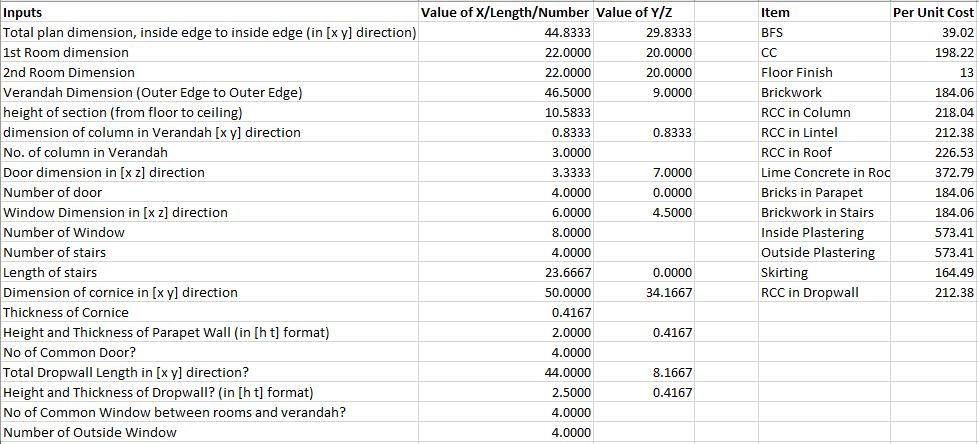 Inputs Value of X/Length/Number Value of Y/Z Item Per Unit Cost
Total plan dimension, inside edge to inside edge (in [x y] direction) 44.8333 29.8333 BFS 39.02
1st Room dimension 22.0000 20.0000 CC 198.22
2nd Room Dimension 22.0000 20.0000 Floor Finish 13
Verandah Dimension (Outer Edge to Outer Edge) 46.5000 9.0000 Brickwork 184.06
height of section (from floor to ceiling) 10.5833 RCC in Column 218.04
dimension of column in Verandah [x y] direction 0.8333 0.8333 RCC in Lintel 212.38
No. of column in Verandah 3.0000 RCC in Roof 226.53
Door dimension in [x z] direction 3.3333 7.0000 Lime Concrete in Roo 372.79
Number of door 4.0000 0.0000 Bricks in Parapet 184.06
Window Dimension in [x z] direction 6.0000 4.5000 Brickwork in Stairs 184.06
Number of Window 8.0000 Inside Plastering 573.41
Number of stairs 4.0000 Outside Plastering 573.41
Length of stairs 23.6667 0.0000 Skirting 164.49
Dimension of cornice in [x y] direction 50.0000 34.1667 RCC in Dropwall 212.38
Thickness of Cornice 0.4167
Height and Thickness of Parapet Wall (in [h t] format) 2.0000 0.4167
No of Common Door? 4.0000
Total Dropwall Length in [x y] direction? 44.0000 8.1667
Height and Thickness of Dropwall? (in [h t] format) 2.5000 0.4167
No of Common Window between rooms and verandah? 4.0000
Number of Outside Window 4.0000